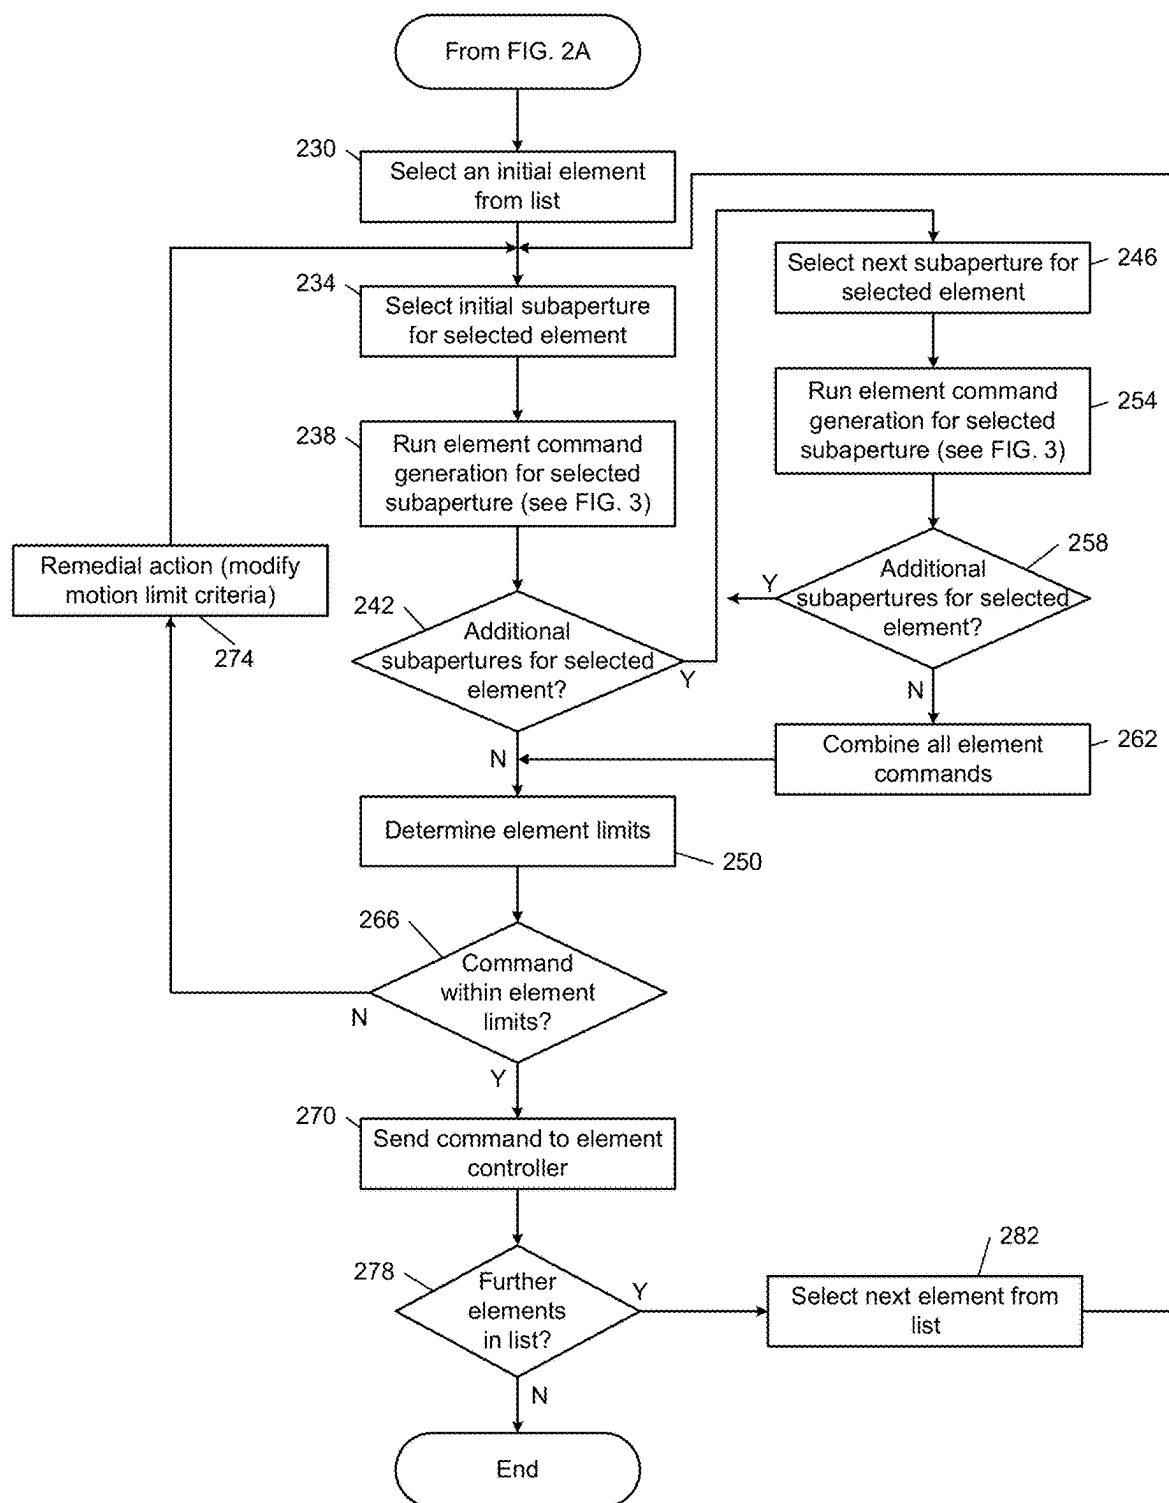 From FIG. 2A
230
Select an initial element
from list
234
Select initial subaperture
for selected element
238
Run element command
generation for selected
subaperture (see FIG. 3)
242
Additional
subapertures for selected
element?
Y
N
Select next subaperture for
selected element
246
Run element command
generation for selected
subaperture (see FIG. 3)
254
Additional
subapertures for selected
element?
258
Y
N
Combine all element
commands
262
Remedial action (modify
motion limit criteria)
274
Determine element limits
250
266
Command
within element
limits?
N
Y
270
Send command to element
controller
278
Further
elements
in list?
Y
N
282
Select next element from
list
End